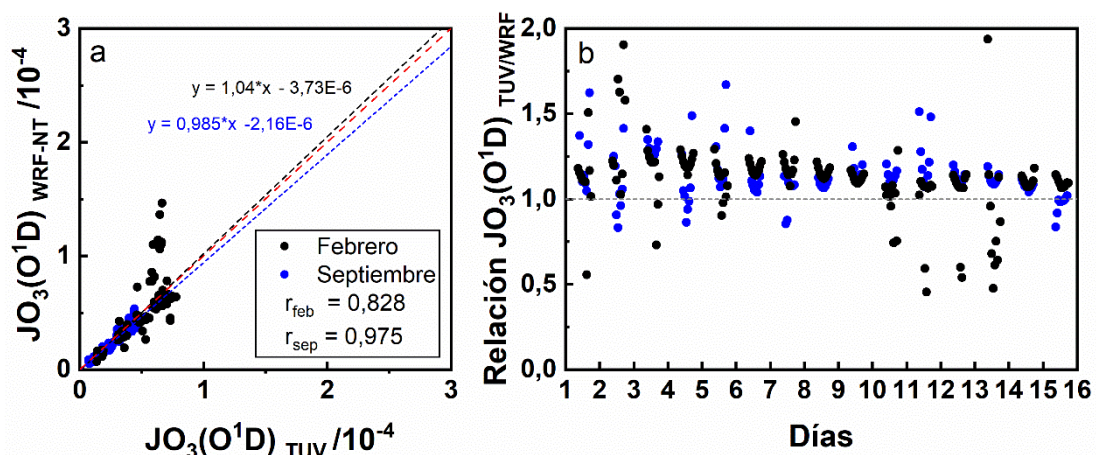 a
y = 1,04*x - 3,73E-6
y = 0,985*x -2,16E-6
Febrero
Septiembre
r_feb = 0,828
r_sep = 0,975
3
2
1
0
0 1 2 3
JO₃(O¹D) WRF-NT /10⁻⁴
JO₃(O¹D) TUV /10⁻⁴
b
2,0
1,5
1,0
0,5
0,0
1 2 3 4 5 6 7 8 9 10 11 12 13 14 15 16
Relación JO₃(O¹D) TUV/WRF
Días